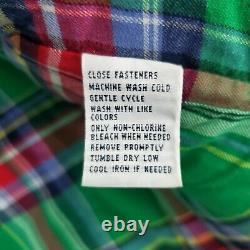 CLOSE FASTENERS
MACHINE WASH COLD
GENTLE CYCLE
WASH WITH LIKE
COLORS
ONLY NON-CHLORINE
BLEACH WHEN NEEDED
REMOVE PROMPTLY
TUMBLE DRY LOW
COOL IRON IF NEEDED